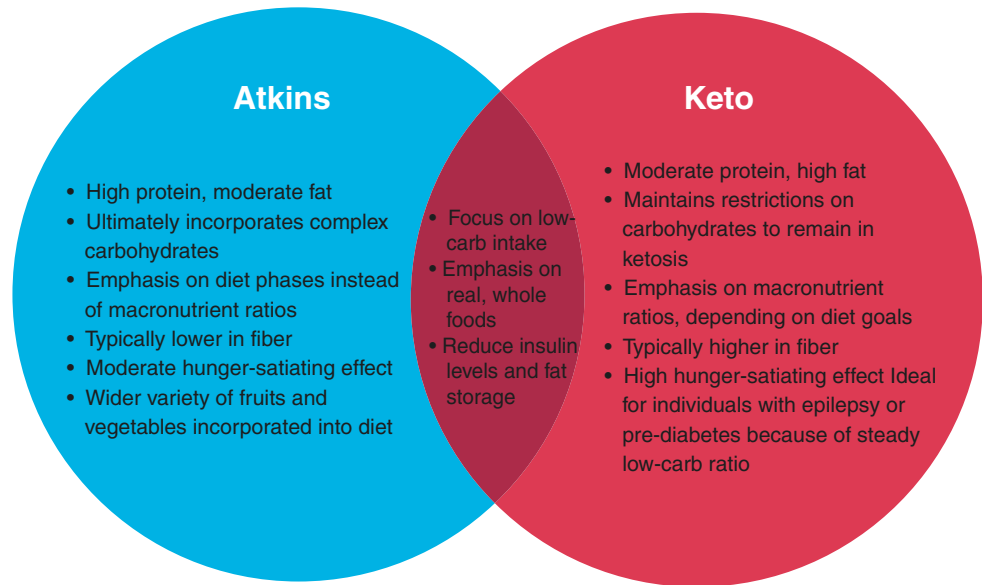 Atkins
• High protein, moderate fat
• Ultimately incorporates complex
carbohydrates
• Emphasis on diet phases instead
of macronutrient ratios
• Typically lower in fiber
• Moderate hunger-satiating effect
• Wider variety of fruits and
vegetables incorporated into diet
• Focus on low-
carb intake
• Emphasis on
real, whole
foods
• Reduce insulin
levels and fat
storage
Keto
• Moderate protein, high fat
• Maintains restrictions on
carbohydrates to remain in
ketosis
• Emphasis on macronutrient
ratios, depending on diet goals
• Typically higher in fiber
• High hunger-satiating effect Ideal
for individuals with epilepsy or
pre-diabetes because of steady
low-carb ratio